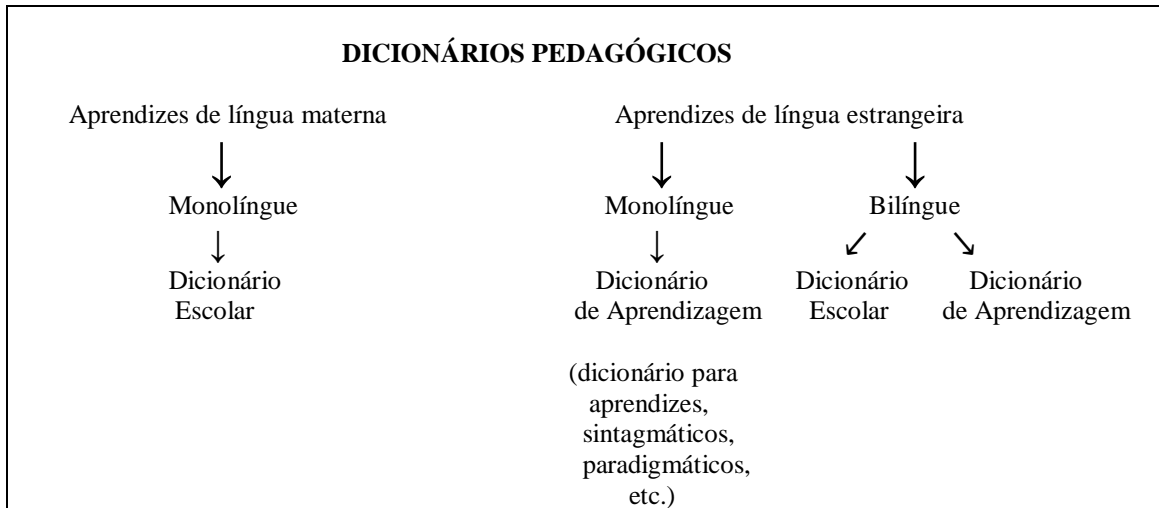 DICIONÁRIOS PEDAGÓGICOS
Aprendizes de língua materna
Aprendizes de língua estrangeira
Monolíngue
Monolíngue
Bilíngue
Dicionário
Escolar
Dicionário
de Aprendizagem
Dicionário
Escolar
Dicionário
de Aprendizagem
(dicionário para
aprendizes,
sintagmáticos,
paradigmáticos,
etc.)